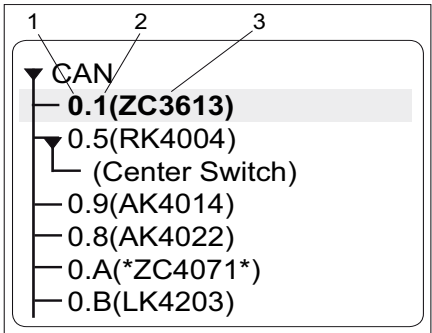 1 2 3
CAN
0.1(ZC3613)
0.5(RK4004)
(Center Switch)
0.9(AK4014)
0.8(AK4022)
0.A(*ZC4071*)
0.B(LK4203)